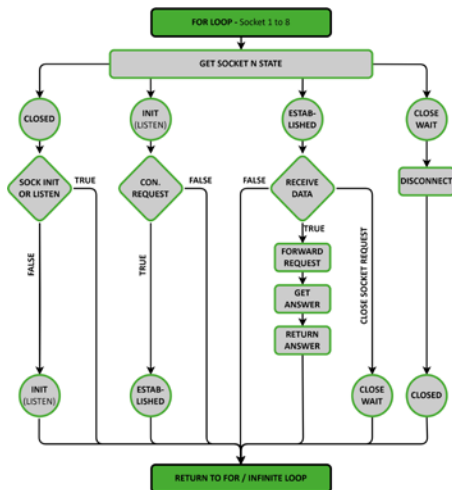 FOR LOOP - Socket 1 to 8
GET SOCKET N STATE
CLOSED
INIT
(LISTEN)
ESTAB-
LISHED
CLOSE
WAIT
SOCK INIT
OR LISTEN
TRUE
CON.
REQUEST
FALSE
FALSE
RECEIVE
DATA
DISCONNECT
FALSE
TRUE
TRUE
FORWARD
REQUEST
GET
ANSWER
RETURN
ANSWER
CLOSE SOCKET REQUEST
INIT
(LISTEN)
ESTAB-
LISHED
CLOSE
WAIT
CLOSED
RETURN TO FOR / INFINITE LOOP